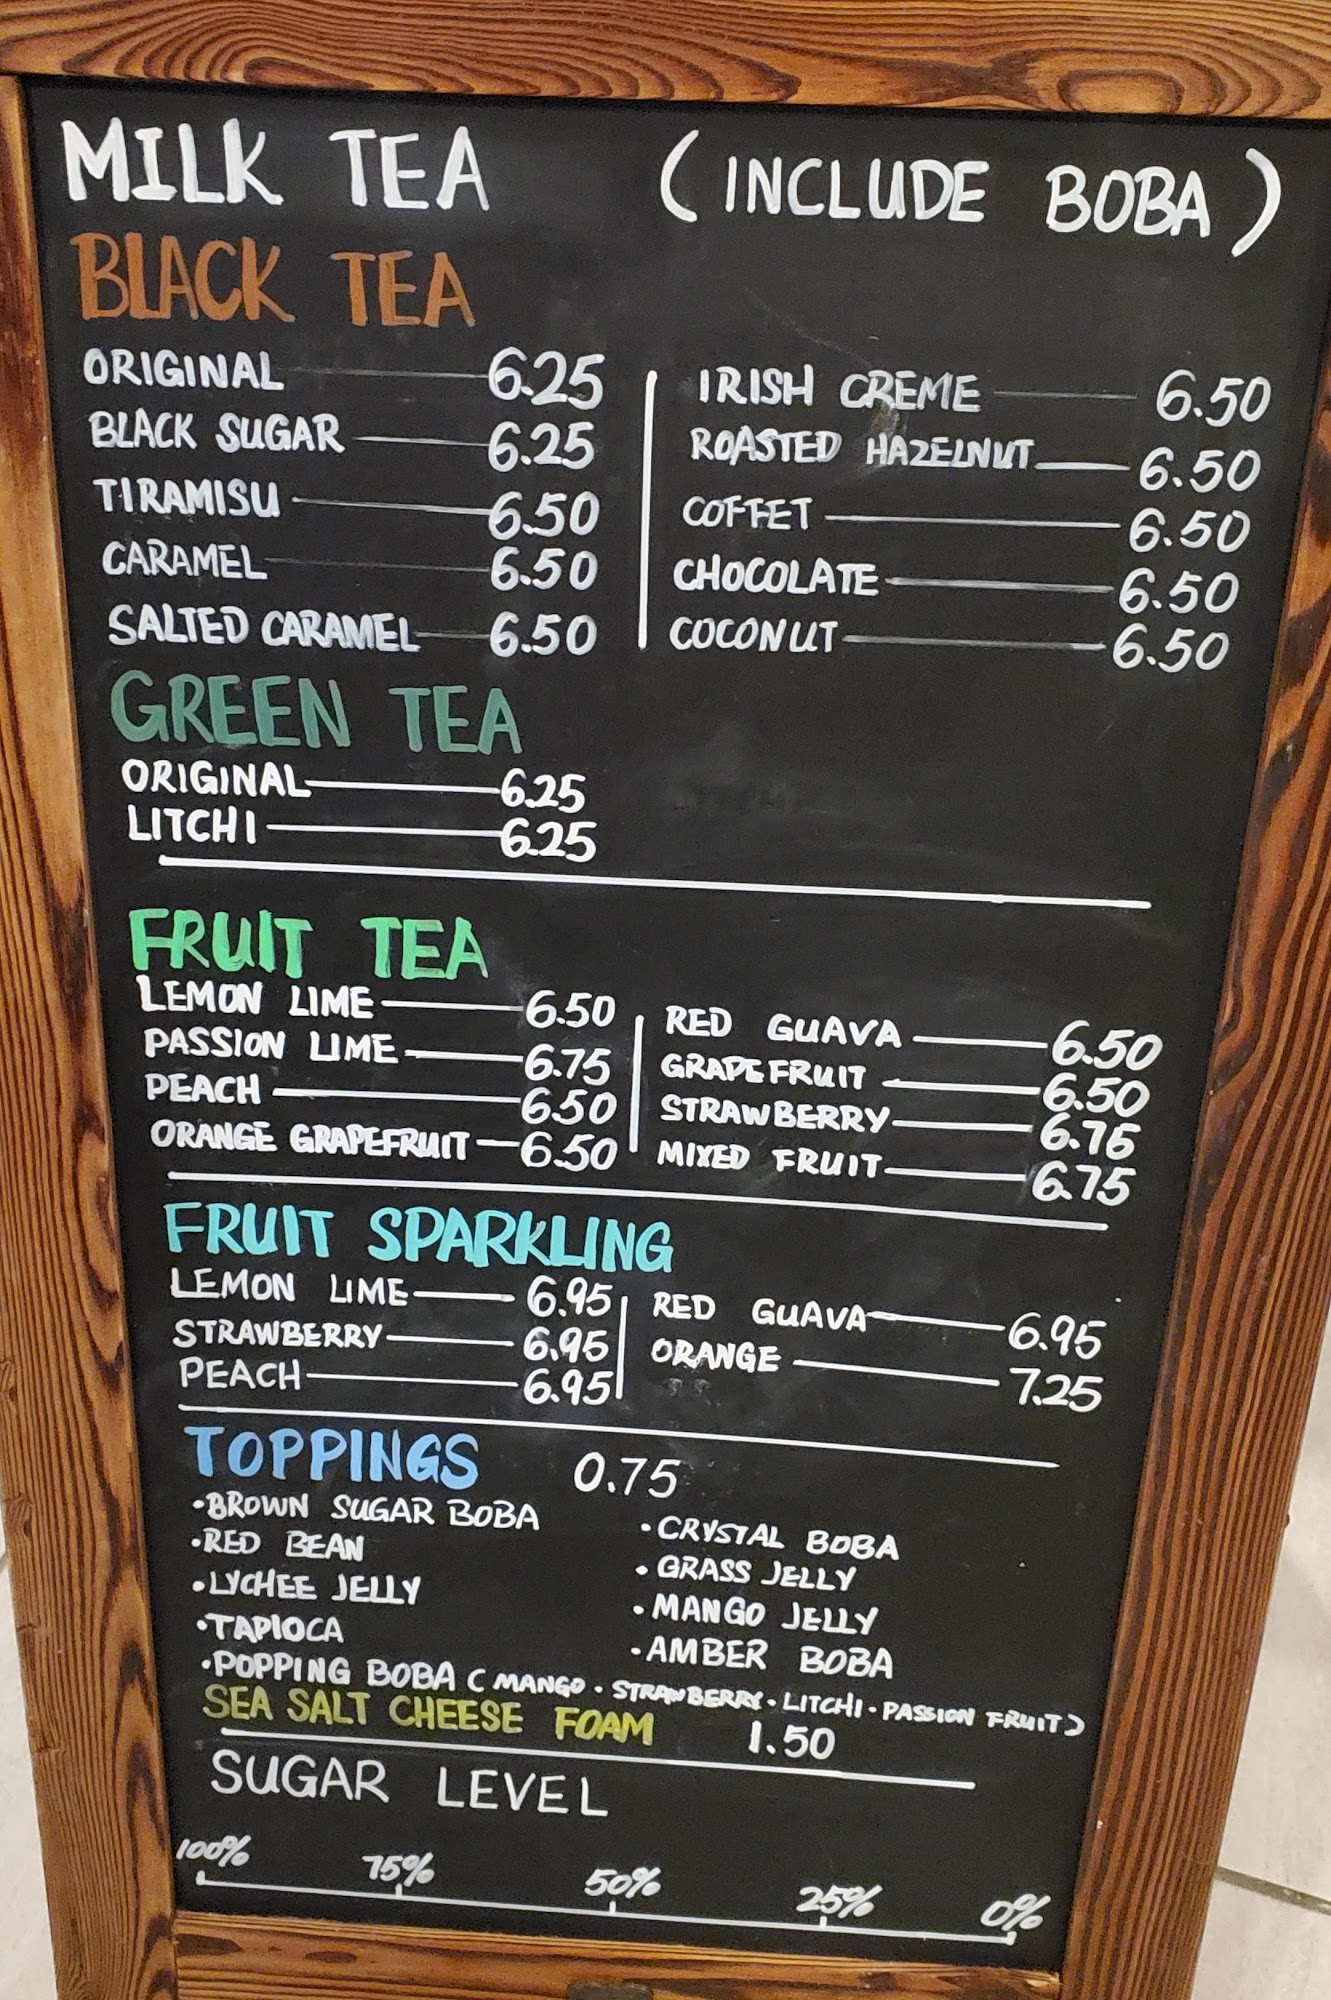 MILK TEA ( INCLUDE BOBA )
BLACK TEA
ORIGINAL 6.25
BLACK SUGAR 6.25
TIRAMISU 6.50
CARAMEL 6.50
SALTED CARAMEL 6.50
IRISH CREME 6.50
ROASTED HAZELNUT 6.50
COFFET 6.50
CHOCOLATE 6.50
COCONUT 6.50
GREEN TEA
ORIGINAL 6.25
LITCHI 6.25
FRUIT TEA
LEMON LIME 6.50
PASSION LIME 6.75
PEACH 6.50
ORANGE GRAPEFRUIT 6.50
RED GUAVA 6.50
GRAPEFRUIT 6.50
STRAWBERRY 6.75
MIXED FRUIT 6.75
FRUIT SPARKLING
LEMON LIME 6.95
STRAWBERRY 6.95
PEACH 6.95
RED GUAVA 6.95
ORANGE 7.25
TOPPINGS 0.75
•BROWN SUGAR BOBA
•RED BEAN
•LYCHEE JELLY
•TAPIOCA
•CRYSTAL BOBA
•GRASS JELLY
•MANGO JELLY
•AMBER BOBA
•POPPING BOBA ( MANGO • STRAWBERRY • LITCHI • PASSION FRUIT )
SEA SALT CHEESE FOAM 1.50
SUGAR LEVEL
100% 75% 50% 25% 0%